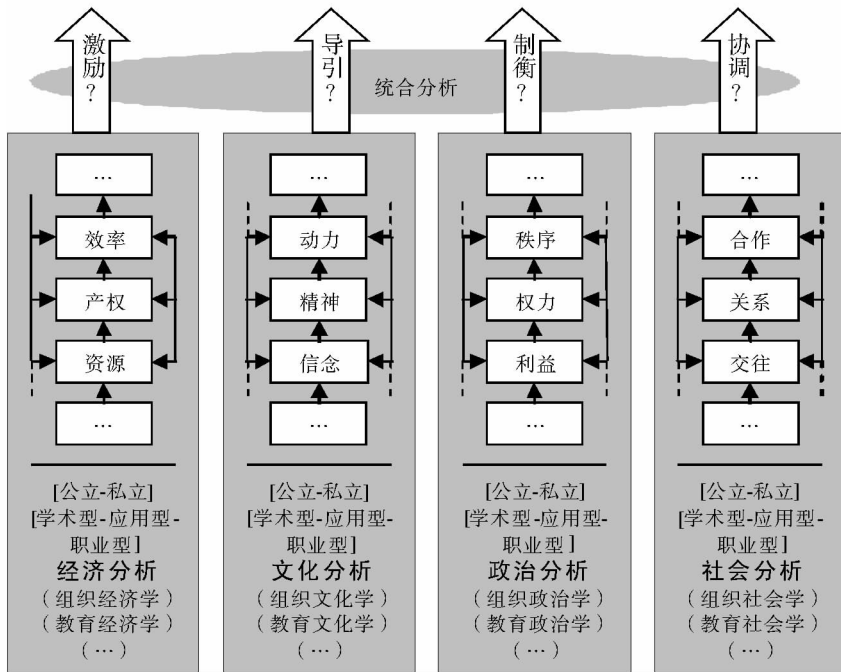 激励？
导引？
制衡？
协调？
统合分析
…
效率
产权
资源
…
[公立-私立]
[学术型-应用型-
职业型]
经济分析
（组织经济学）
（教育经济学）
（…）
…
动力
精神
信念
…
[公立-私立]
[学术型-应用型-
职业型]
文化分析
（组织文化学）
（教育文化学）
（…）
…
秩序
权力
利益
…
[公立-私立]
[学术型-应用型-
职业型]
政治分析
（组织政治学）
（教育政治学）
（…）
…
合作
关系
交往
…
[公立-私立]
[学术型-应用型-
职业型]
社会分析
（组织社会学）
（教育社会学）
（…）